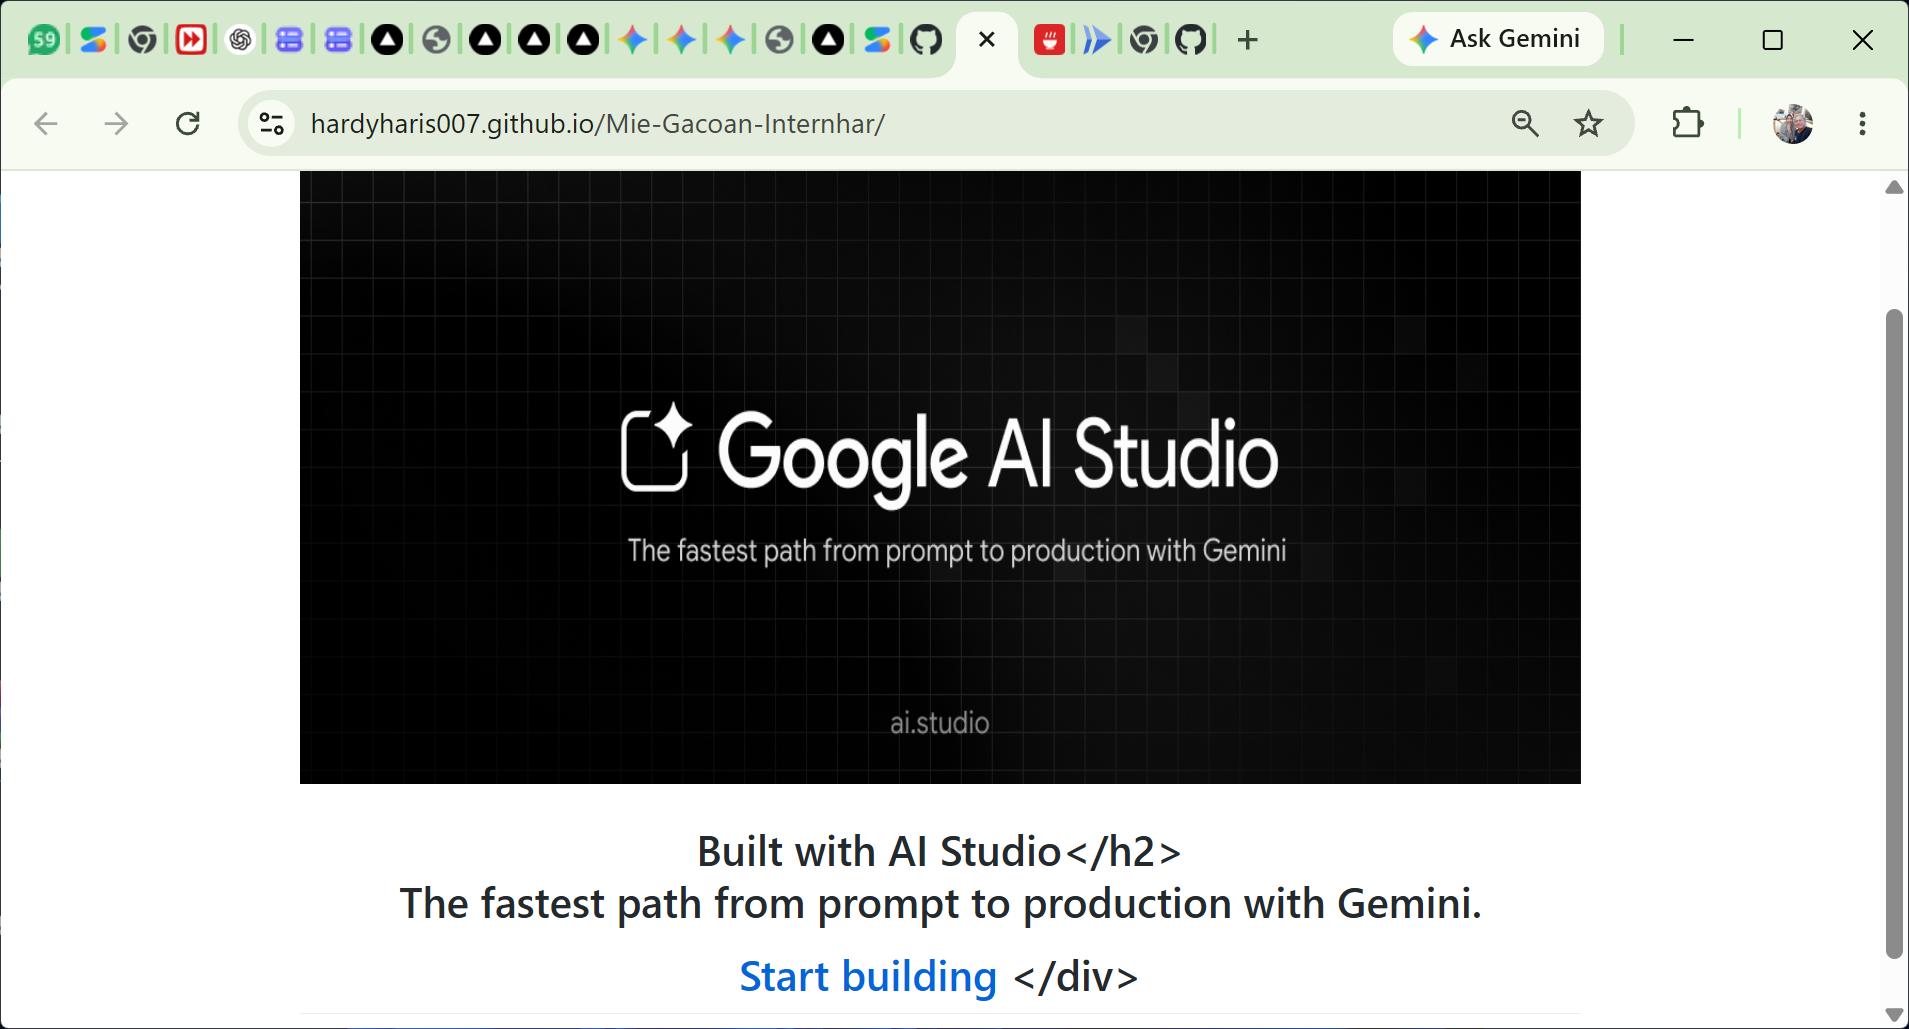 59
Ask Gemini
hardyharis007.github.io/Mie-Gacoan-Internhar/
Google AI Studio
The fastest path from prompt to production with Gemini
ai.studio
Built with AI Studio</h2>
The fastest path from prompt to production with Gemini.
Start building </div>